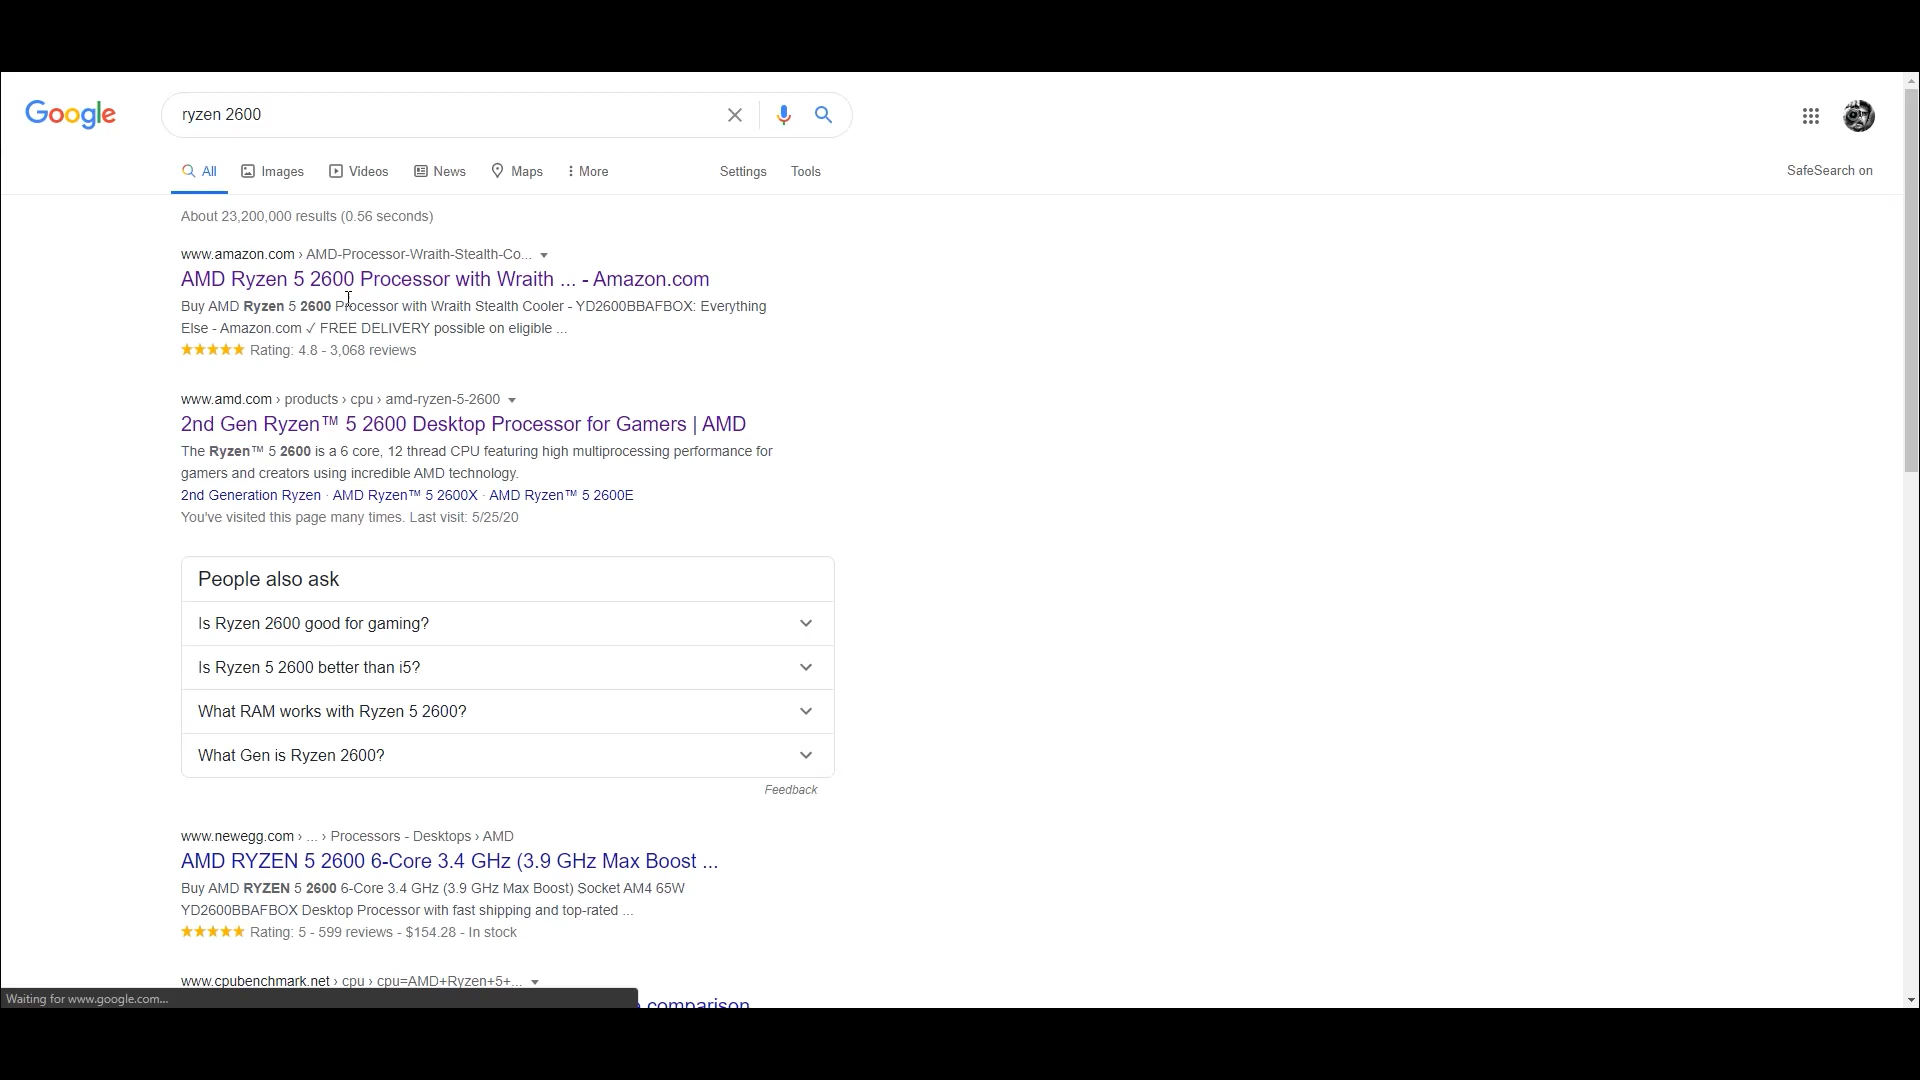 Google
ryzen 2600
All Images Videos News Maps More Settings Tools SafeSearch on
About 23,200,000 results (0.56 seconds)
www.amazon.com › AMD-Processor-Wraith-Stealth-Co...
AMD Ryzen 5 2600 Processor with Wraith ... - Amazon.com
Buy AMD Ryzen 5 2600 Processor with Wraith Stealth Cooler - YD2600BBAFBOX: Everything
Else - Amazon.com ✓ FREE DELIVERY possible on eligible ...
Rating: 4.8 - 3,068 reviews
www.amd.com › products › cpu › amd-ryzen-5-2600
2nd Gen Ryzen™ 5 2600 Desktop Processor for Gamers | AMD
The Ryzen™ 5 2600 is a 6 core, 12 thread CPU featuring high multiprocessing performance for
gamers and creators using incredible AMD technology.
2nd Generation Ryzen · AMD Ryzen™ 5 2600X · AMD Ryzen™ 5 2600E
You've visited this page many times. Last visit: 5/25/20
People also ask
Is Ryzen 2600 good for gaming?
Is Ryzen 5 2600 better than i5?
What RAM works with Ryzen 5 2600?
What Gen is Ryzen 2600?
Feedback
www.newegg.com › ... › Processors - Desktops › AMD
AMD RYZEN 5 2600 6-Core 3.4 GHz (3.9 GHz Max Boost ...
Buy AMD RYZEN 5 2600 6-Core 3.4 GHz (3.9 GHz Max Boost) Socket AM4 65W
YD2600BBAFBOX Desktop Processor with fast shipping and top-rated ...
Rating: 5 - 599 reviews - $154.28 - In stock
www.cpubenchmark.net › cpu › cpu=AMD+Ryzen+5+...
comparison
Waiting for www.google.com...